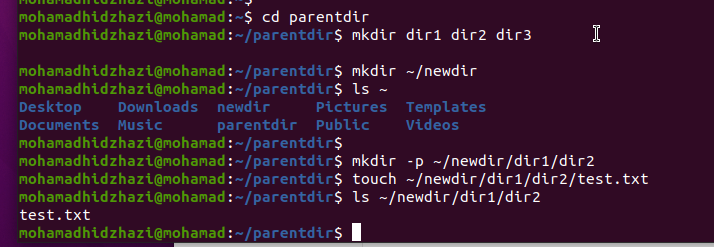 mohamadhidzhazi@mohamad:~$ cd parentdir
mohamadhidzhazi@mohamad:~/parentdir$ mkdir dir1 dir2 dir3
mohamadhidzhazi@mohamad:~/parentdir$ mkdir ~/newdir
mohamadhidzhazi@mohamad:~/parentdir$ ls ~
Desktop Downloads newdir Pictures Templates
Documents Music parentdir Public Videos
mohamadhidzhazi@mohamad:~/parentdir$
mohamadhidzhazi@mohamad:~/parentdir$ mkdir -p ~/newdir/dir1/dir2
mohamadhidzhazi@mohamad:~/parentdir$ touch ~/newdir/dir1/dir2/test.txt
mohamadhidzhazi@mohamad:~/parentdir$ ls ~/newdir/dir1/dir2
test.txt
mohamadhidzhazi@mohamad:~/parentdir$